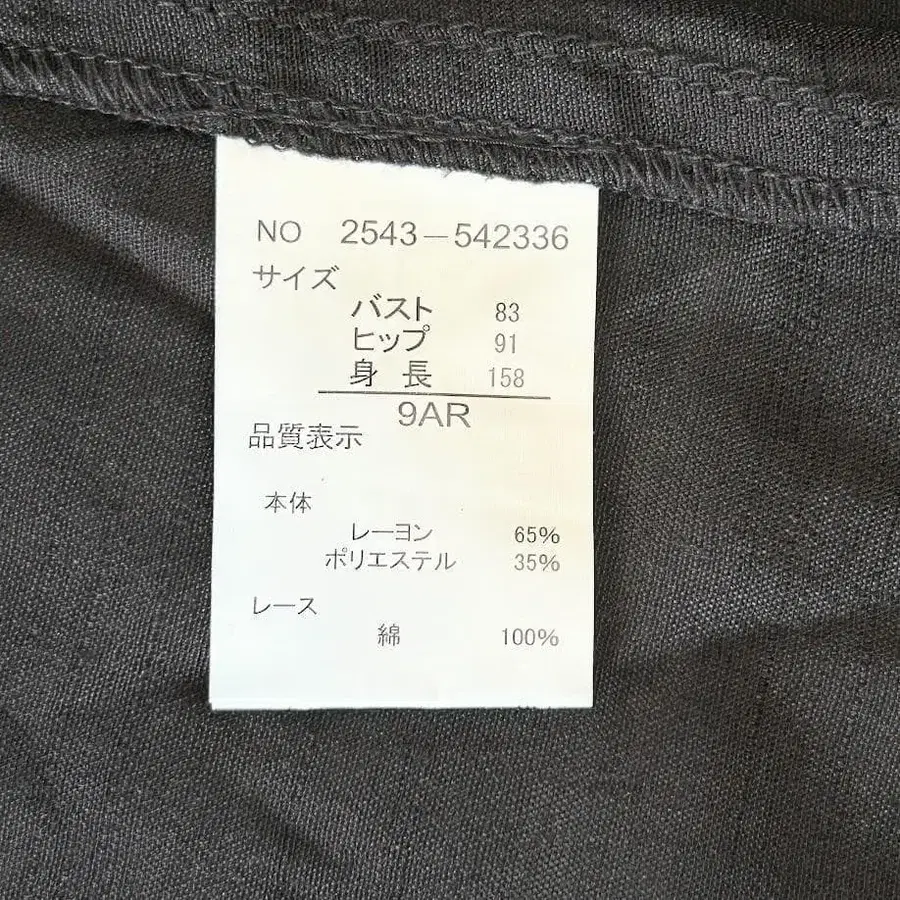 NO 2543-542336
サイズ
バスト 83
ヒップ 91
身長 158
9AR
品質表示
本体
レーヨン 65%
ポリエステル 35%
レース
綿 100%